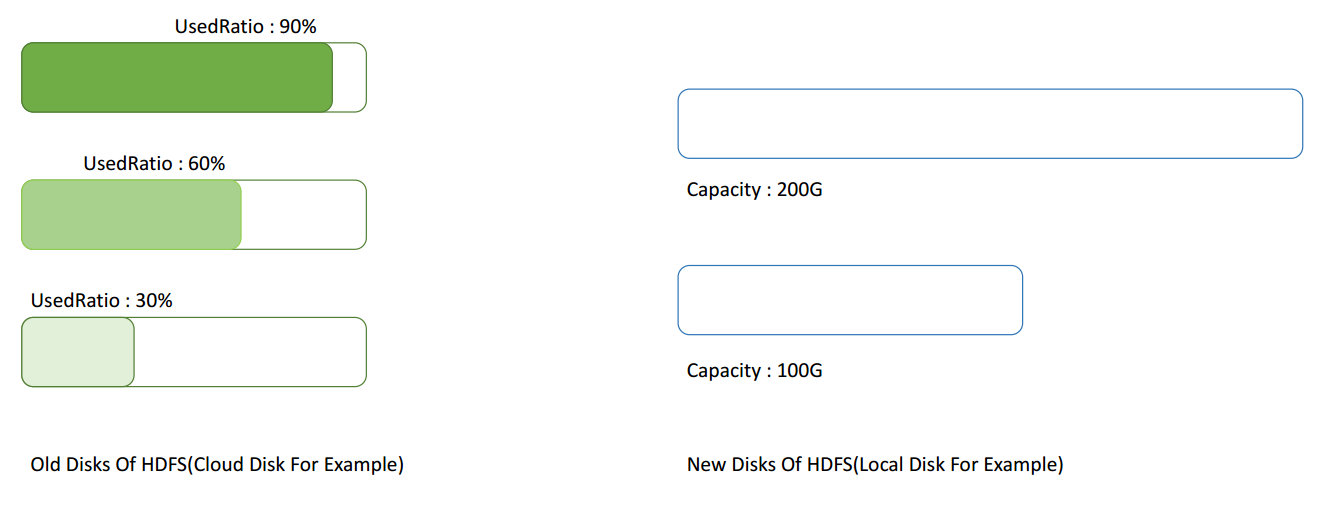 UsedRatio : 90%
UsedRatio : 60%
UsedRatio : 30%
Old Disks Of HDFS(Cloud Disk For Example)
Capacity : 200G
Capacity : 100G
New Disks Of HDFS(Local Disk For Example)